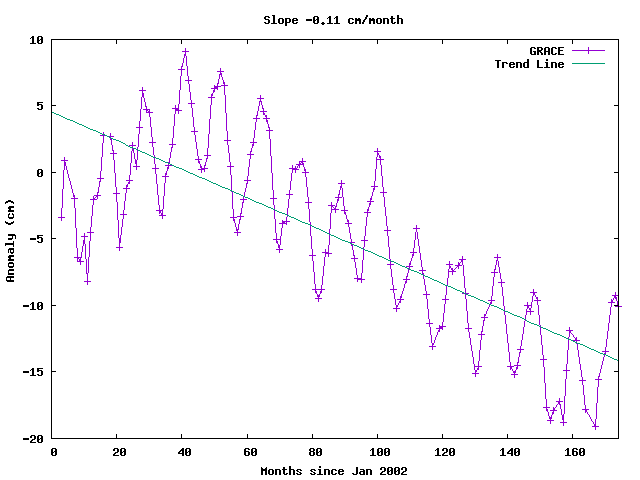 Slope -0.11 cm/month
GRACE
Trend Line
10
5
0
-5
-10
-15
-20
Anomaly (cm)
0 20 40 60 80 100 120 140 160
Months since Jan 2002